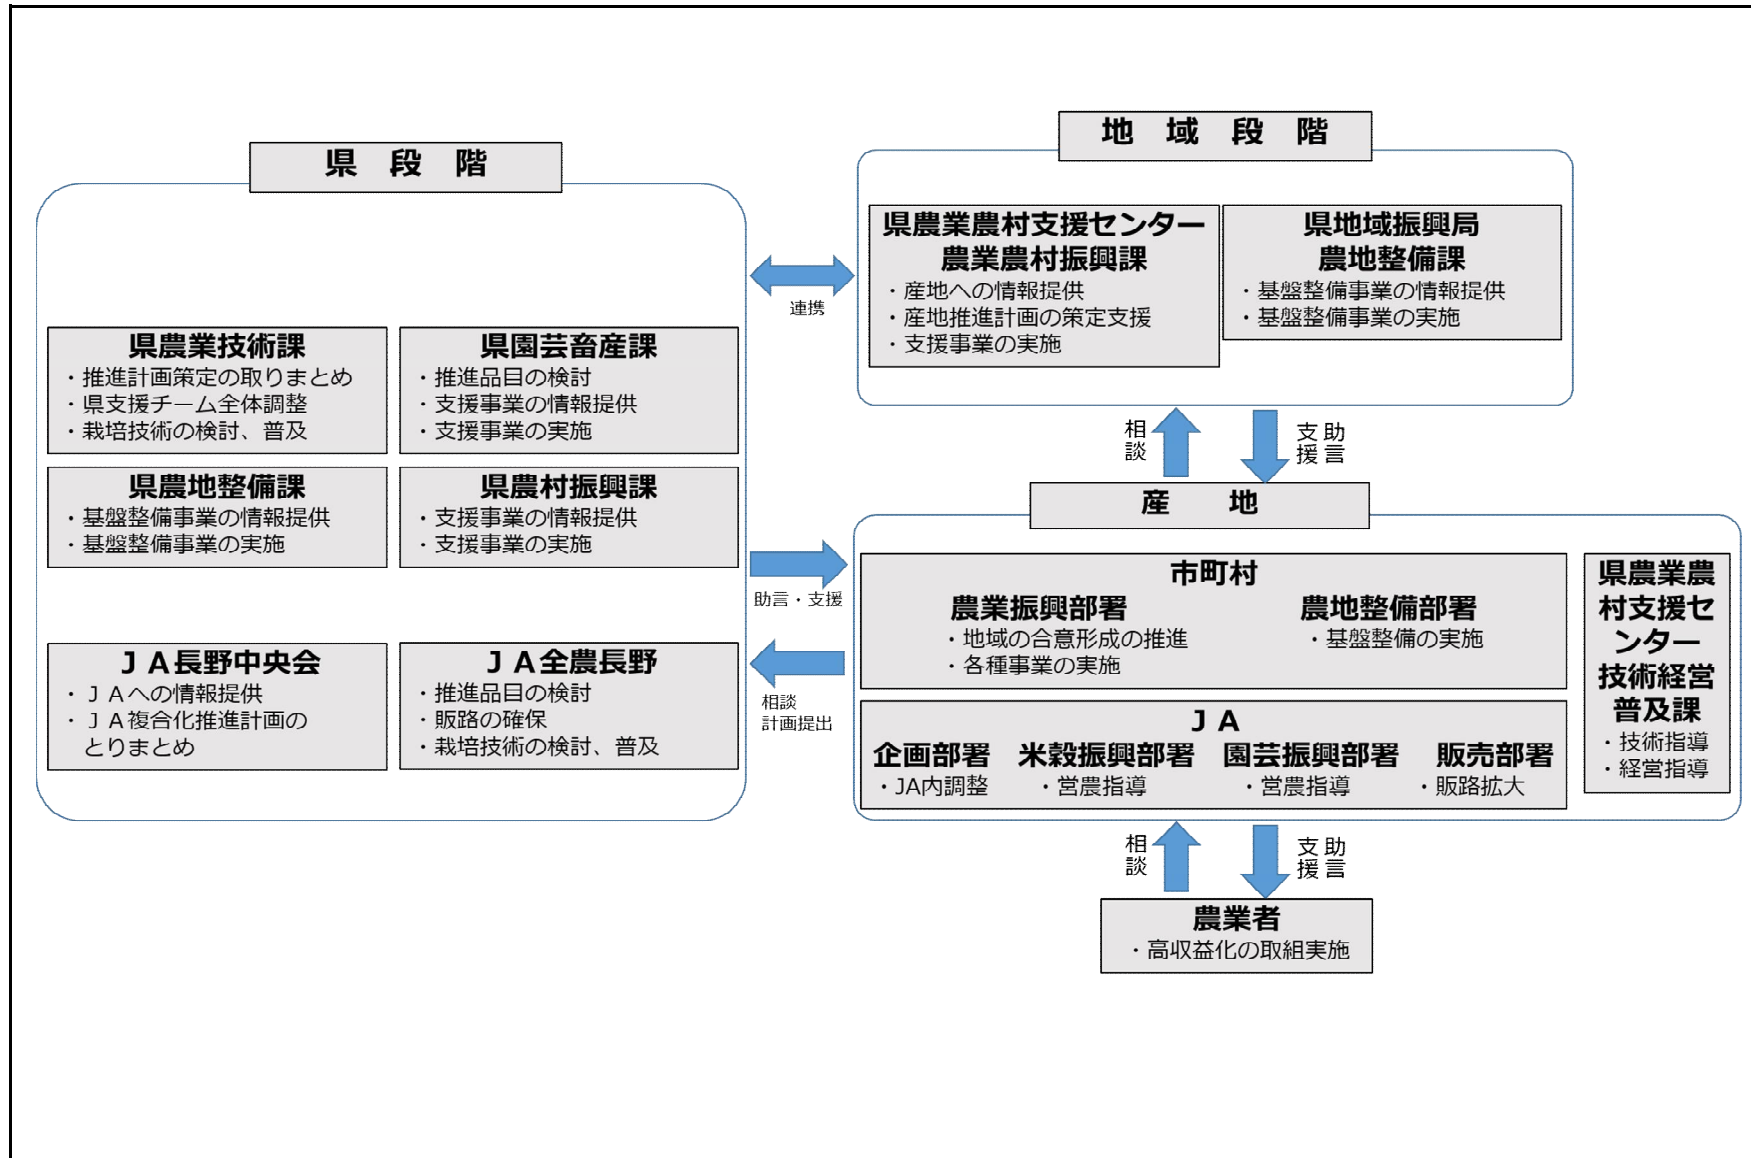 県　段　階
県農業技術課
・推進計画策定の取りまとめ
・県支援チーム全体調整
・栽培技術の検討、普及
県園芸畜産課
・推進品目の検討
・支援事業の情報提供
・支援事業の実施
県農地整備課
・基盤整備事業の情報提供
・基盤整備事業の実施
県農村振興課
・支援事業の情報提供
・支援事業の実施
ＪＡ長野中央会
・ＪＡへの情報提供
・ＪＡ複合化推進計画の
とりまとめ
ＪＡ全農長野
・推進品目の検討
・販路の確保
・栽培技術の検討、普及
連携
助言・支援
相談
計画提出
地　域　段　階
県農業農村支援センター
農業農村振興課
・産地への情報提供
・産地推進計画の策定支援
・支援事業の実施
県地域振興局
農地整備課
・基盤整備事業の情報提供
・基盤整備事業の実施
相談
助言
支援
産　地
市町村
農業振興部署
・地域の合意形成の推進
・各種事業の実施
農地整備部署
・基盤整備の実施
ＪＡ
企画部署
・JA内調整
米穀振興部署
・営農指導
園芸振興部署
・営農指導
販売部署
・販路拡大
県農業農
村支援セ
ンター
技術経営
普及課
・技術指導
・経営指導
相談
助言
支援
農業者
・高収益化の取組実施